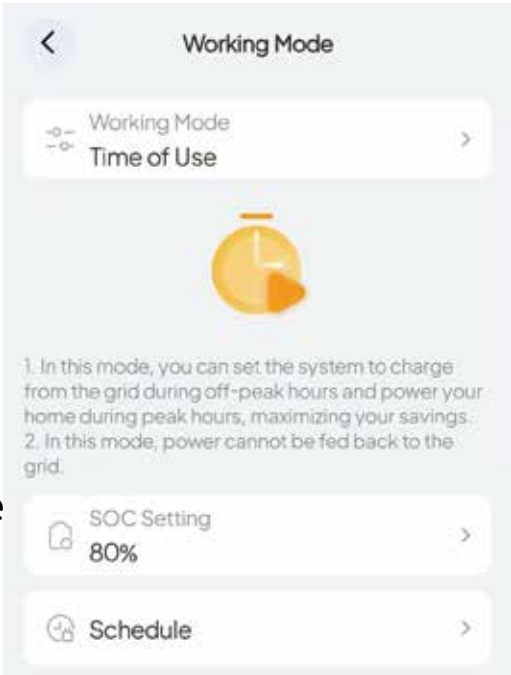 Working Mode
Working Mode
Time of Use
1. In this mode, you can set the system to charge
from the grid during off-peak hours and power your
home during peak hours, maximizing your savings.
2. In this mode, power cannot be fed back to the
grid.
e
SOC Setting
80%
Schedule